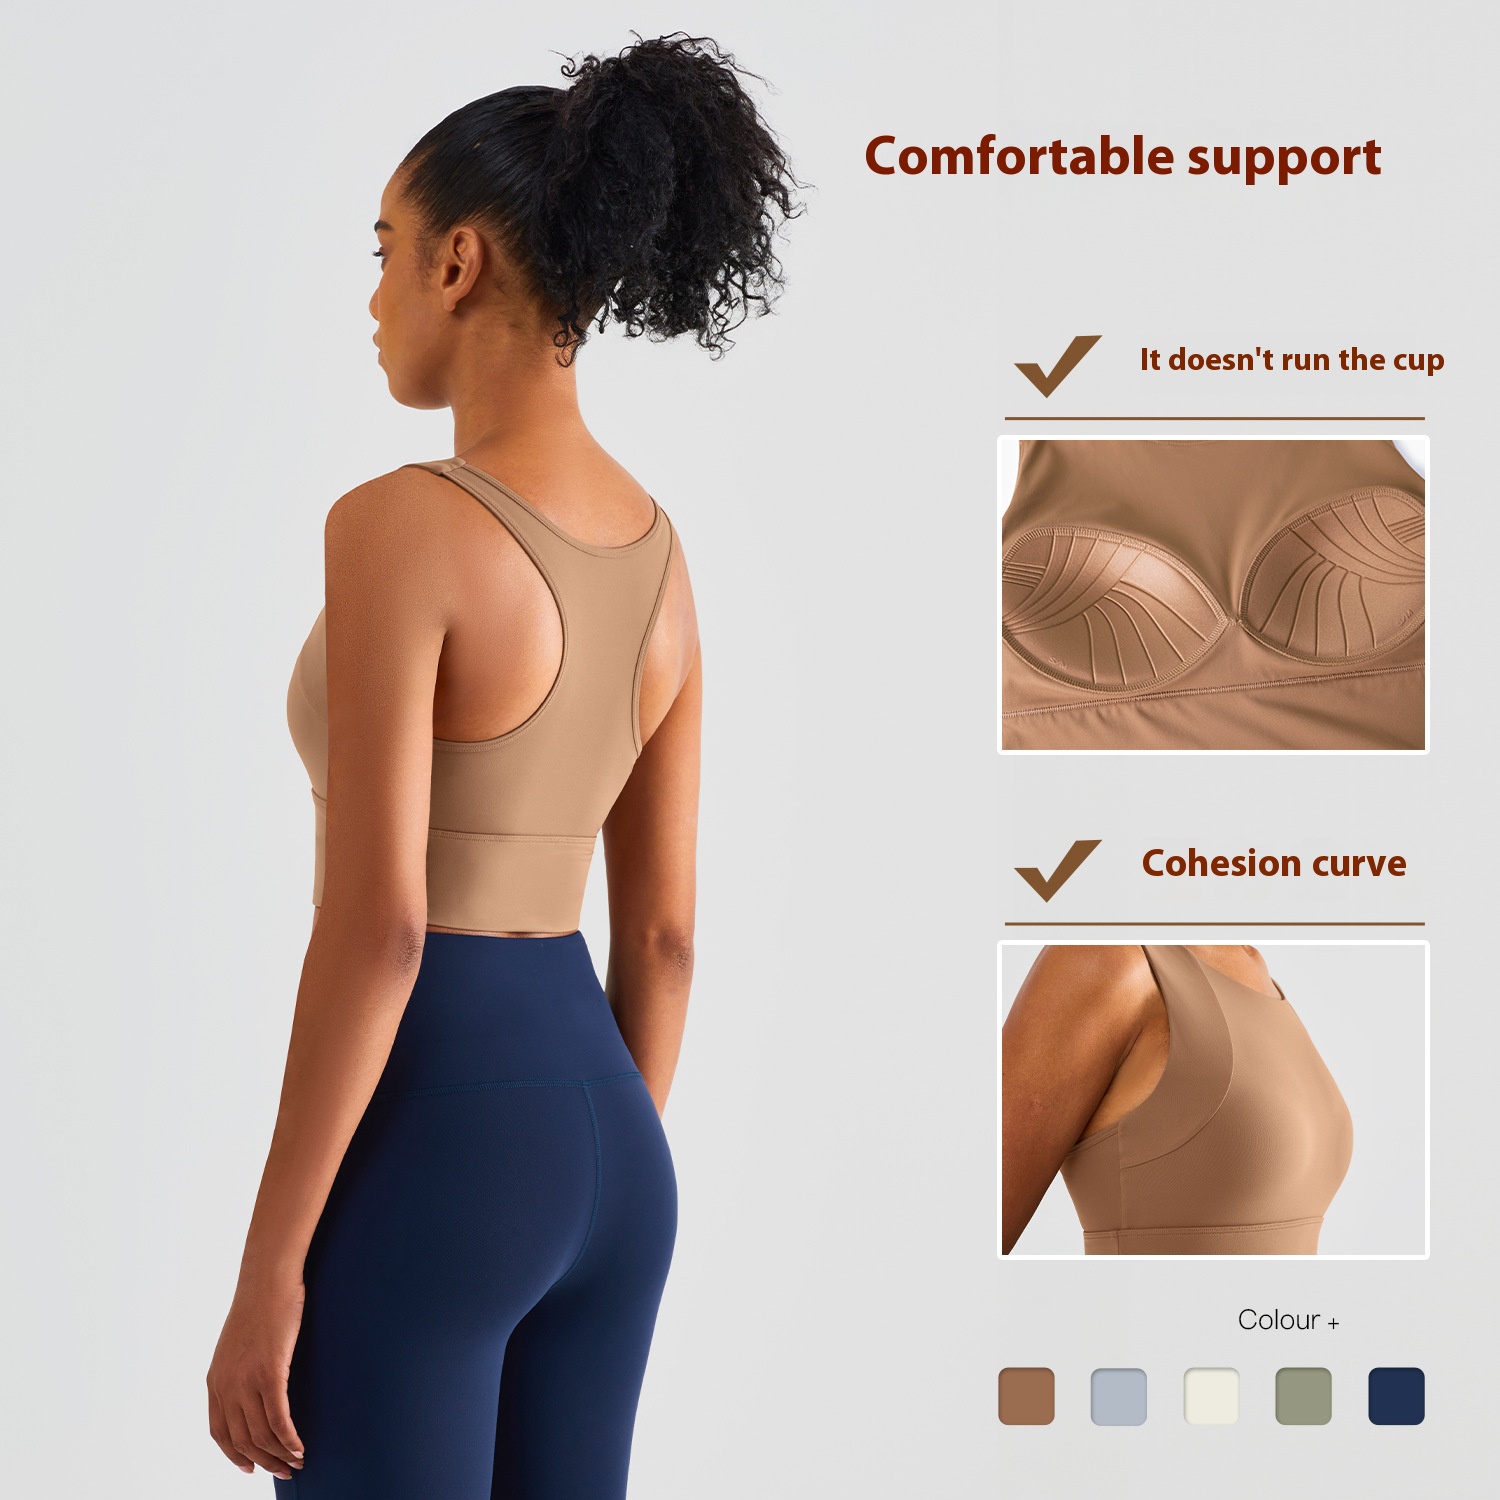 Comfortable support
It doesn't run the cup
Cohesion curve
Colour +